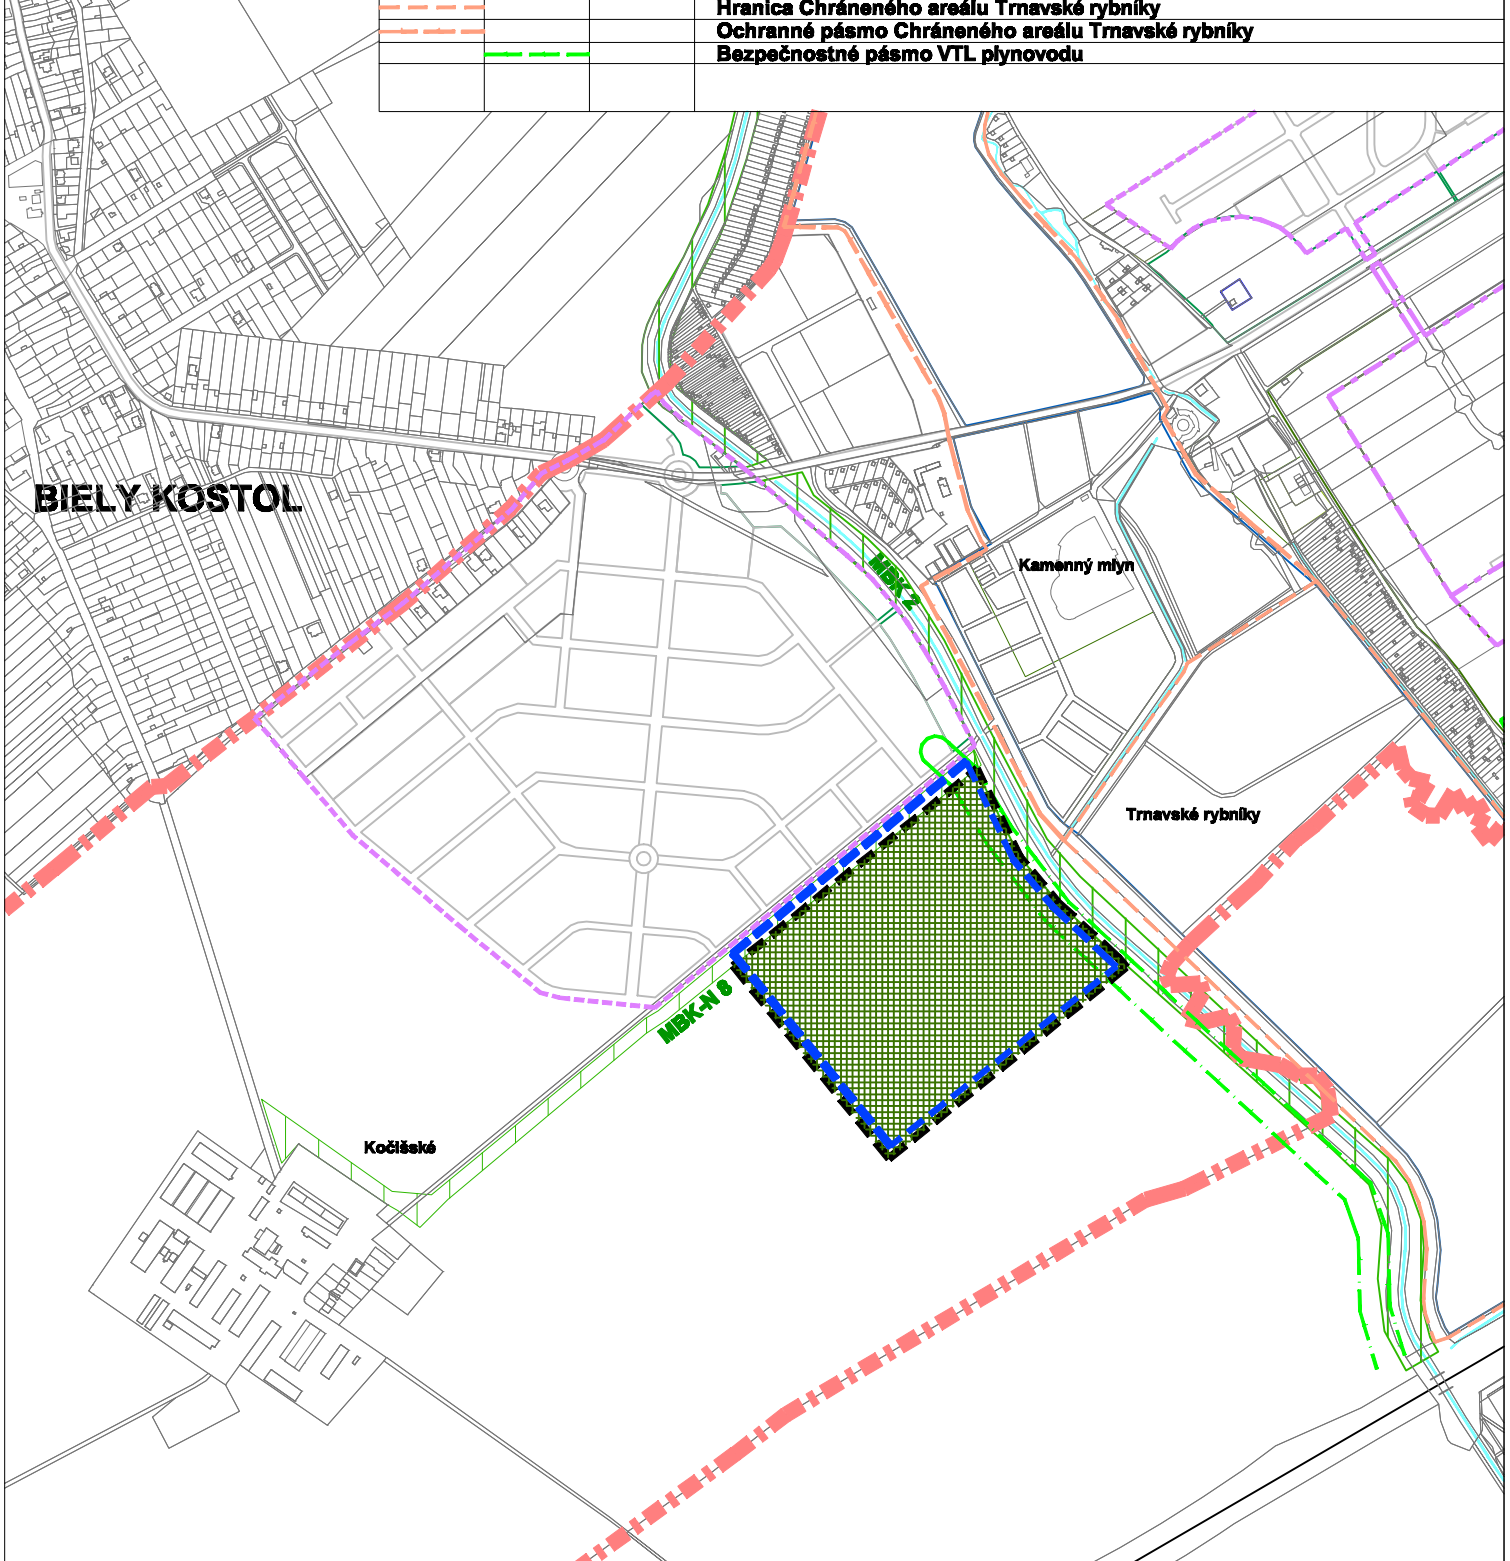 Hranica Chráneného areálu Trnavské rybníky
Ochranné pásmo Chráneného areálu Trnavské rybníky
Bezpečnostné pásmo VTL plynovodu
BIELY KOSTOL
MBK 2
Kamenný mlyn
Trnavské rybníky
MBK-N 8
Kočišské